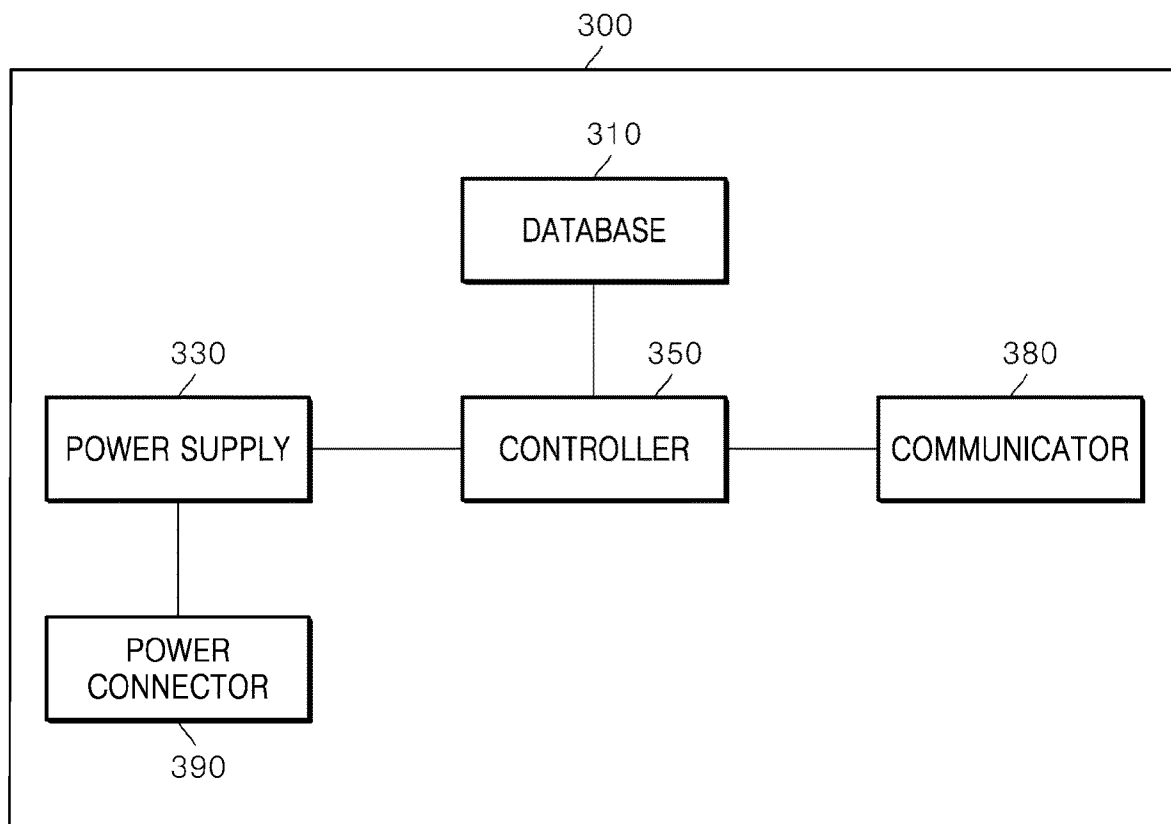 300
310
DATABASE
330
350
380
POWER SUPPLY
CONTROLLER
COMMUNICATOR
POWER
CONNECTOR
390